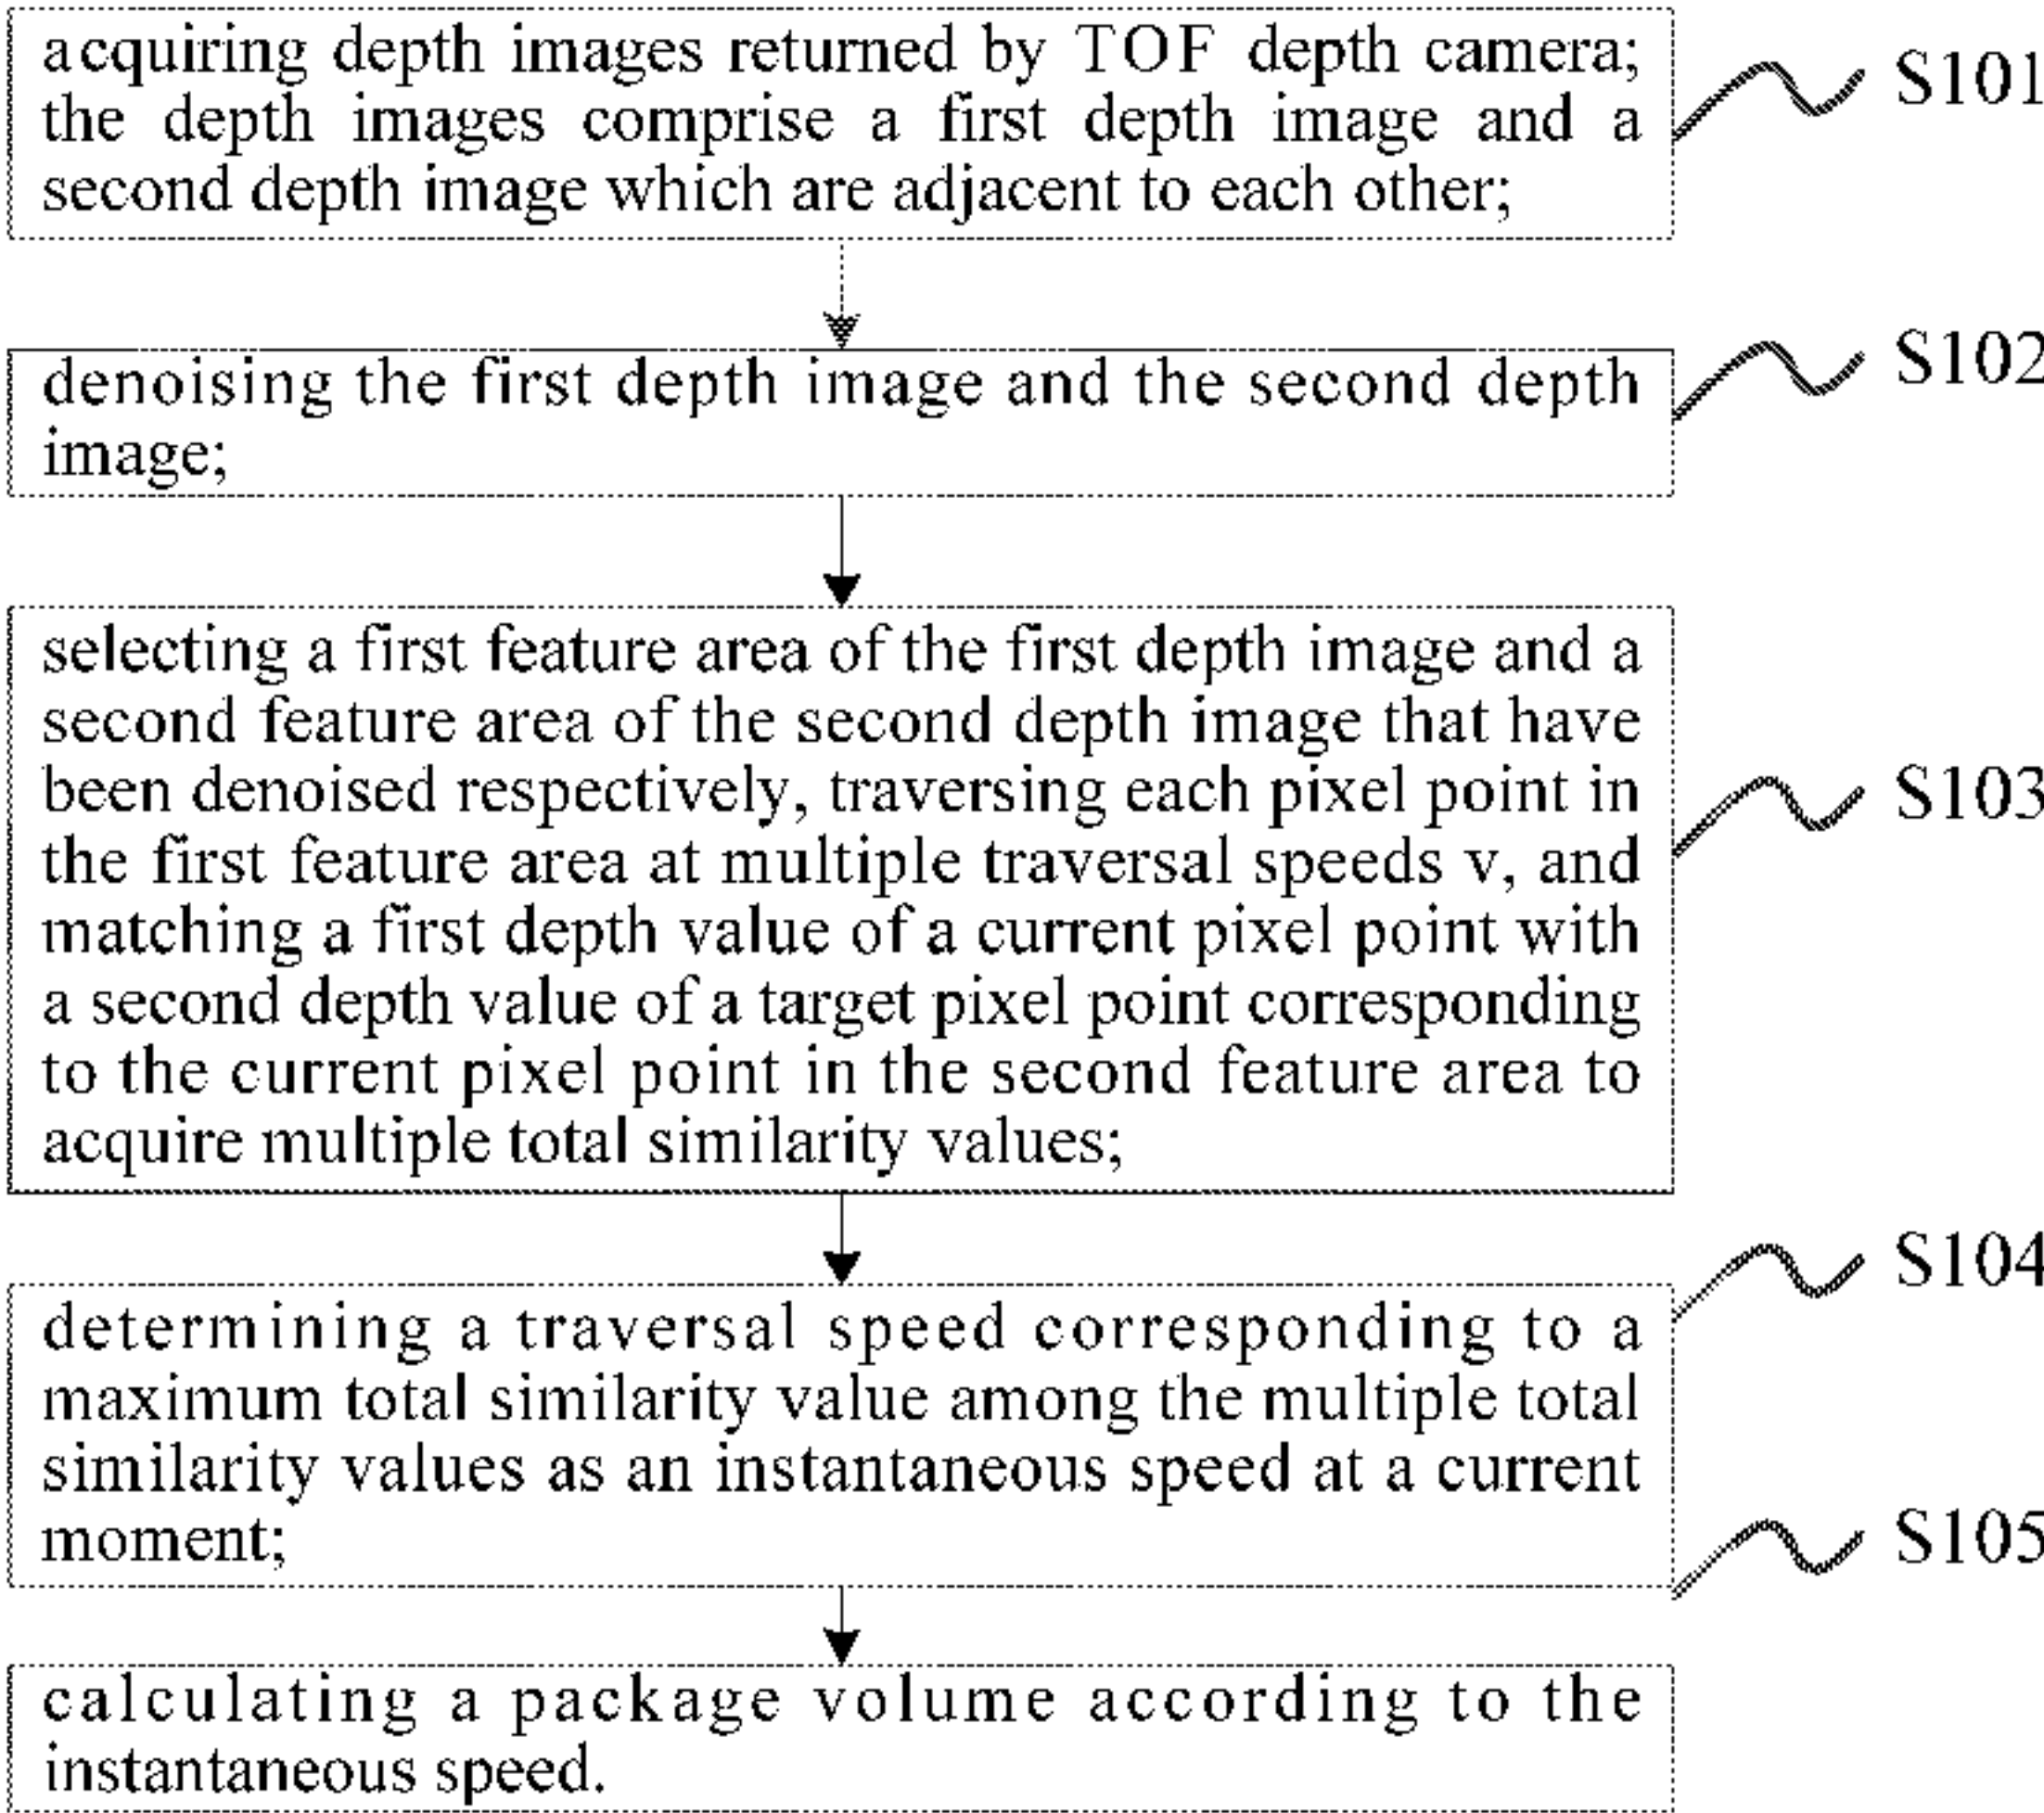 acquiring depth images returned by TOF depth camera;
the depth images comprise a first depth image and a
second depth image which are adjacent to each other;
S101
denoising the first depth image and the second depth
image;
S102
selecting a first feature area of the first depth image and a
second feature area of the second depth image that have
been denoised respectively, traversing each pixel point in
the first feature area at multiple traversal speeds v, and
matching a first depth value of a current pixel point with
a second depth value of a target pixel point corresponding
to the current pixel point in the second feature area to
acquire multiple total similarity values;
S103
determining a traversal speed corresponding to a
maximum total similarity value among the multiple total
similarity values as an instantaneous speed at a current
moment;
S104
calculating a package volume according to the
instantaneous speed.
S105